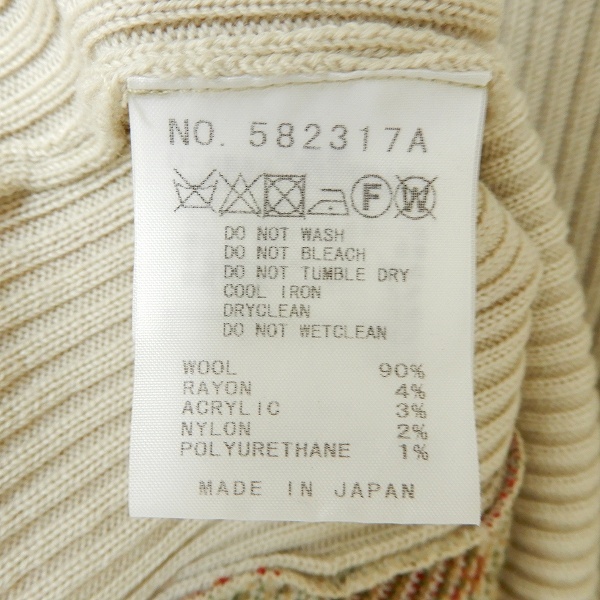 NO. 582317A
F W
DO NOT WASH
DO NOT BLEACH
DO NOT TUMBLE DRY
COOL IRON
DRYCLEAN
DO NOT WETCLEAN
WOOL 90%
RAYON 4%
ACRYLIC 3%
NYLON 2%
POLYURETHANE 1%
MADE IN JAPAN